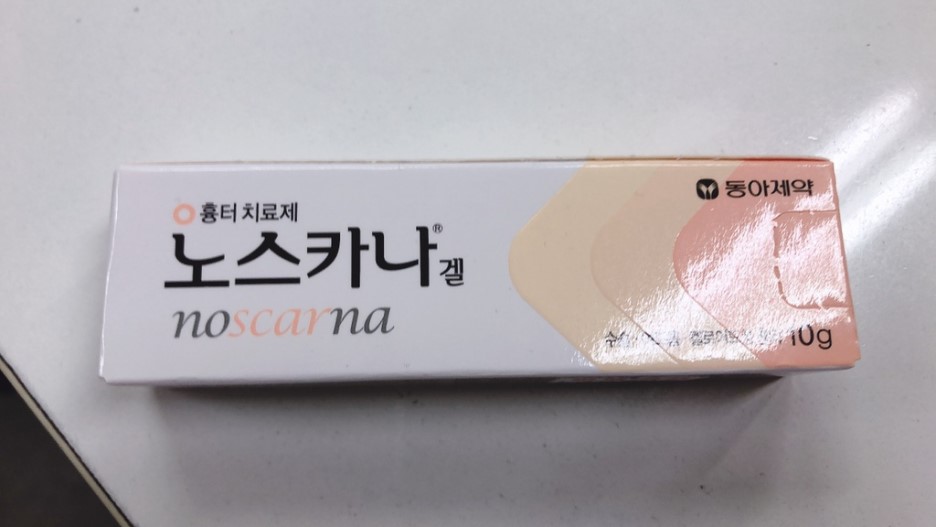 동아제약
흉터 치료제
노스카나® 겔
noscarna
10g